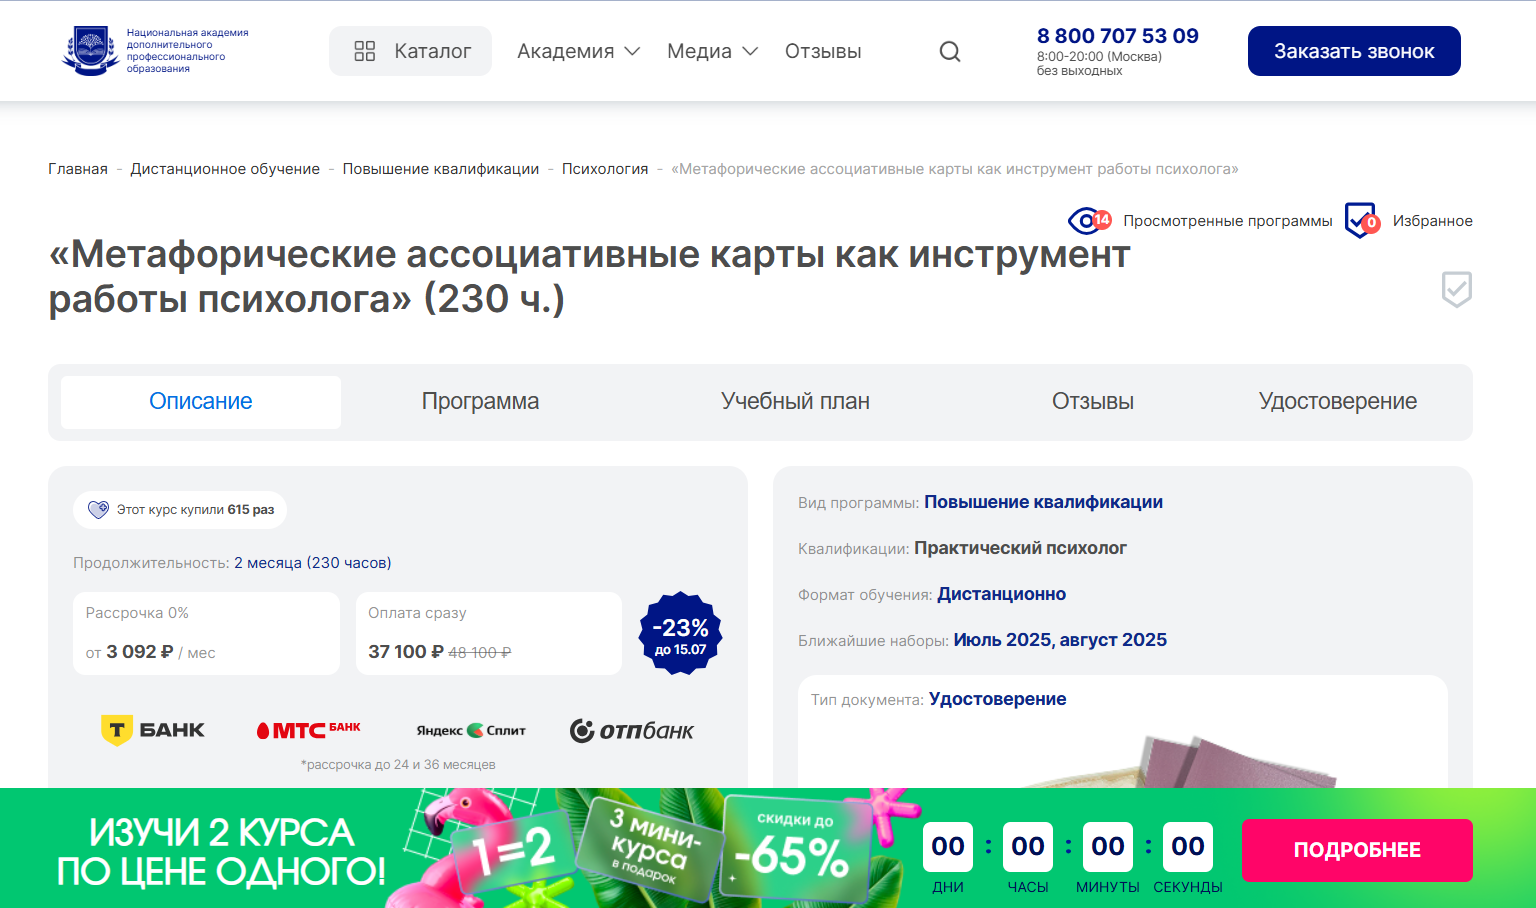 Национальная академия
дополнительного
профессионального
образования
Каталог
Академия
Медиа
Отзывы
8 800 707 53 09
8:00-20:00 (Москва)
без выходных
Заказать звонок
Главная - Дистанционное обучение - Повышение квалификации - Психология - «Метафорические ассоциативные карты как инструмент работы психолога»
14
Просмотренные программы
0
Избранное
«Метафорические ассоциативные карты как инструмент
работы психолога» (230 ч.)
Описание
Программа
Учебный план
Отзывы
Удостоверение
Этот курс купили 615 раз
Продолжительность: 2 месяца (230 часов)
Рассрочка 0%
от 3 092 ₽ / мес
Оплата сразу
37 100 ₽ 48 100 ₽
-23%
до 15.07
Т БАНК
МТС БАНК
Яндекс Сплит
отпбанк
*рассрочка до 24 и 36 месяцев
Вид программы: Повышение квалификации
Квалификации: Практический психолог
Формат обучения: Дистанционно
Ближайшие наборы: Июль 2025, август 2025
Тип документа: Удостоверение
ИЗУЧИ 2 КУРСА
ПО ЦЕНЕ ОДНОГО!
1=2
3 мини-
курса
в подарок
скидки до
-65%
00 : 00 : 00 : 00
ДНИ ЧАСЫ МИНУТЫ СЕКУНДЫ
ПОДРОБНЕЕ